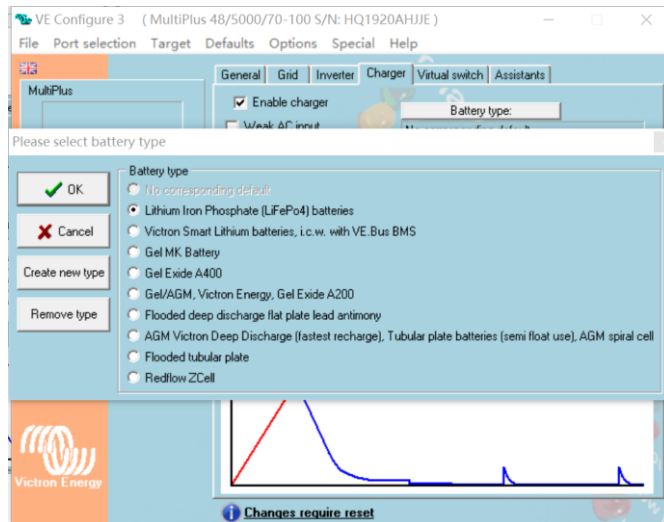 VE Configure 3 ( MultiPlus 48/5000/70-100 S/N: HQ1920AHJJE )
File Port selection Target Defaults Options Special Help
General Grid Inverter Charger Virtual switch Assistants
MultiPlus
Enable charger
Battery type:
Weak AC input
No corresponding default
Please select battery type
Battery type
OK
No corresponding default
Lithium Iron Phosphate (LiFePo4) batteries
Cancel
Victron Smart Lithium batteries, i.c.w. with VE.Bus BMS
Gel MK Battery
Create new type
Gel Exide A400
Gel/AGM, Victron Energy, Gel Exide A200
Remove type
Flooded deep discharge flat plate lead antimony
AGM Victron Deep Discharge (fastest recharge), Tubular plate batteries (semi float use), AGM spiral cell
Flooded tubular plate
Redflow ZCell
Victron Energy
Changes require reset